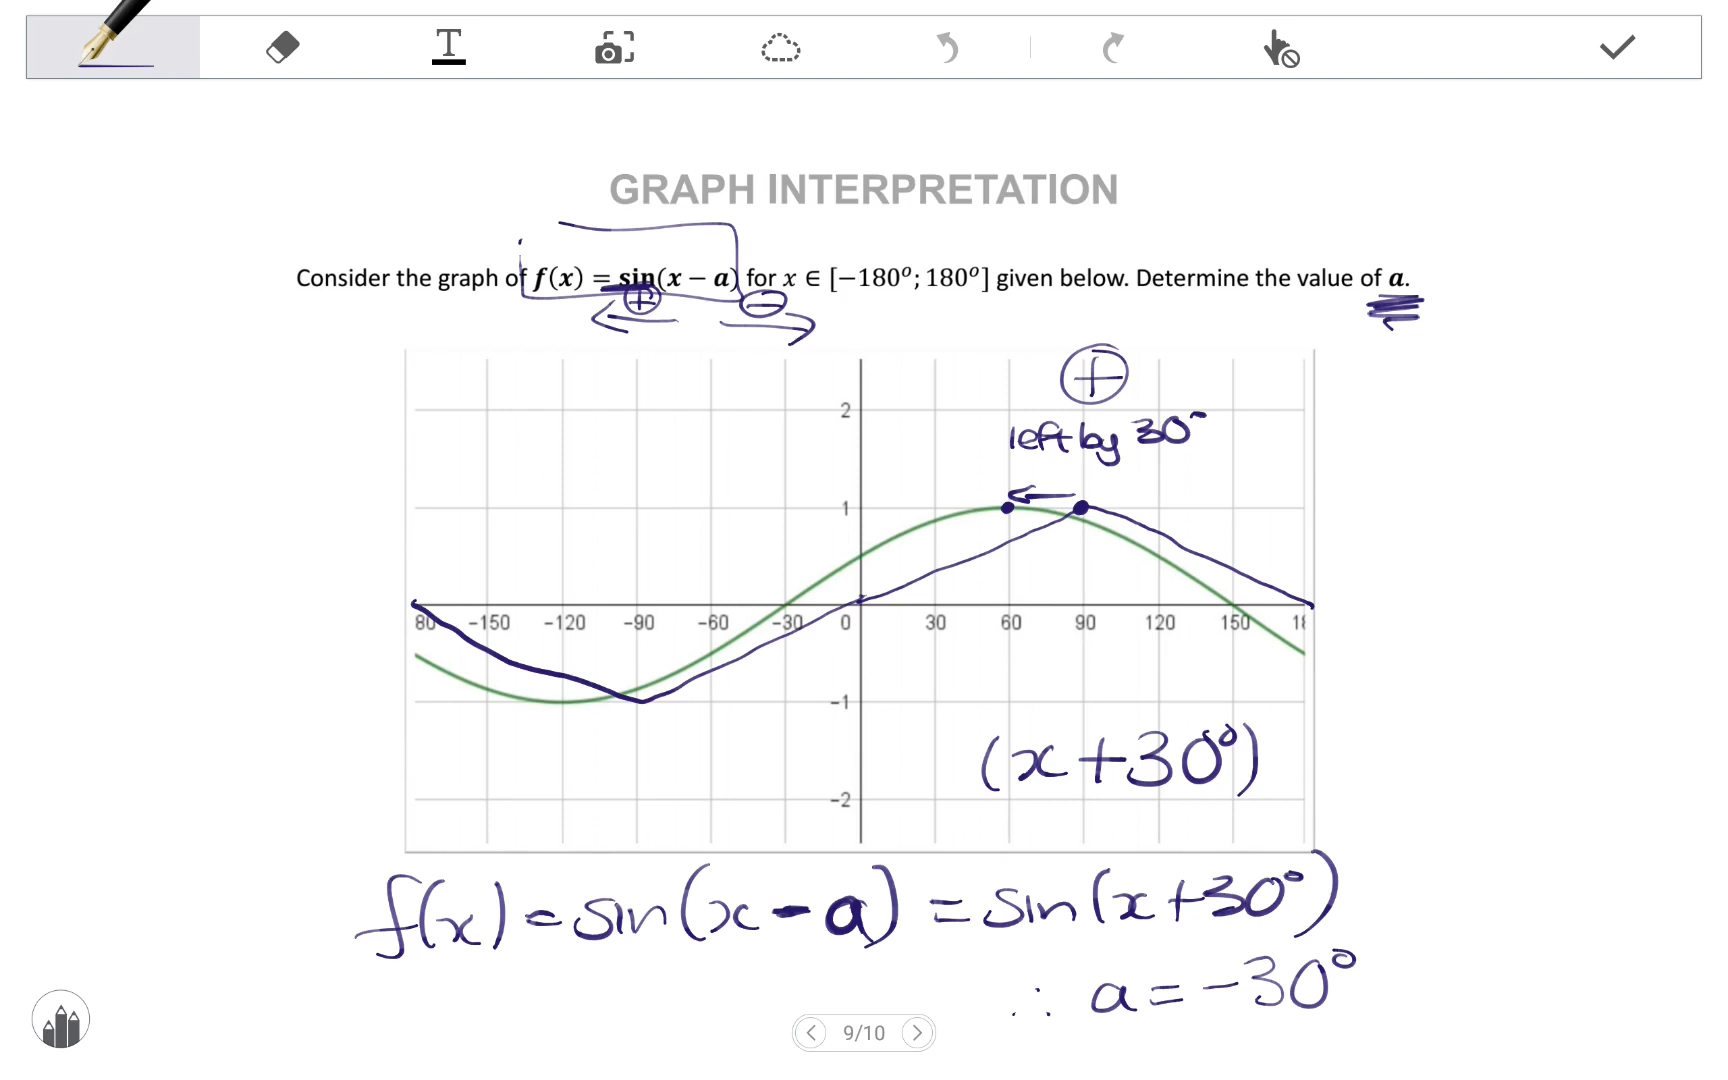 T
GRAPH INTERPRETATION
Consider the graph of f(x) = sin(x − a) for x ∈ [−180°; 180°] given below. Determine the value of a.
+ −
+
left by 30°
2
1
80 −150 −120 −90 −60 −30 0 30 60 90 120 150 18
−1
(x+30°)
−2
f(x) = sin(x − a) = sin(x+30°)
∴ a = −30°
9/10